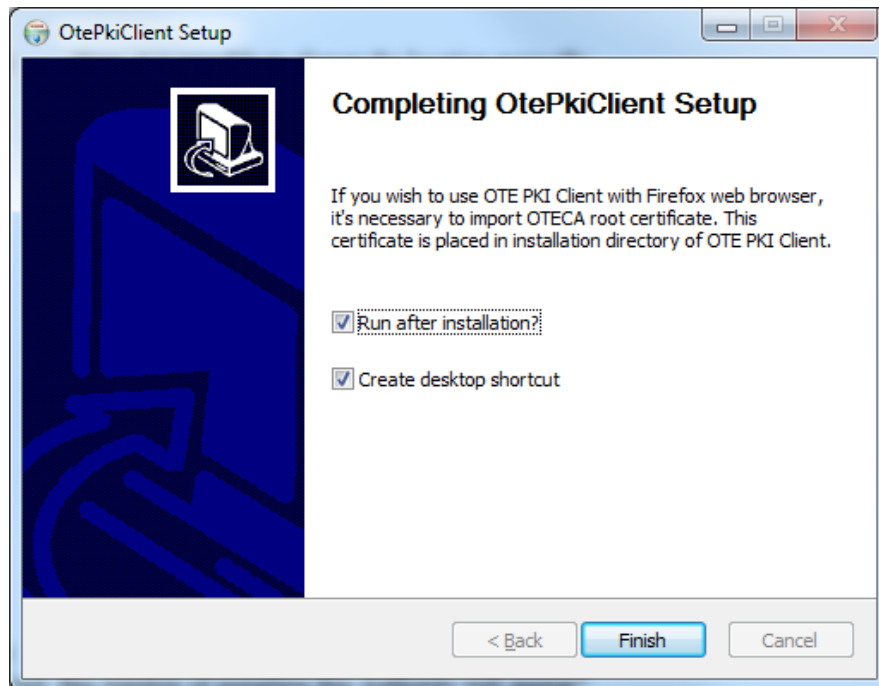 OtePkiClient Setup
Completing OtePkiClient Setup
If you wish to use OTE PKI Client with Firefox web browser,
it's necessary to import OTECA root certificate. This
certificate is placed in installation directory of OTE PKI Client.
Run after installation?
Create desktop shortcut
< Back
Finish
Cancel